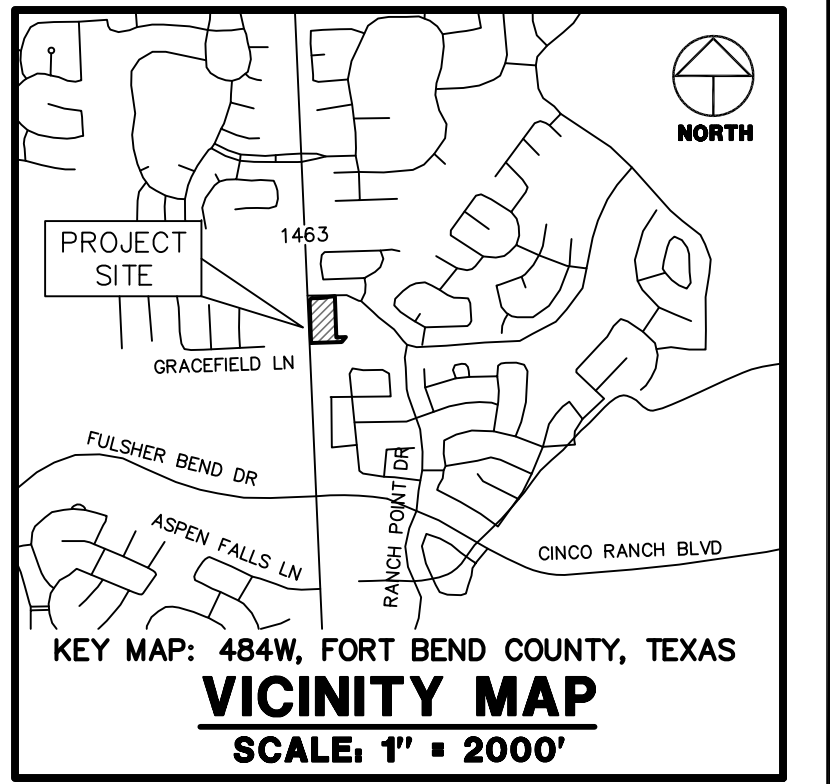 NORTH
1463
PROJECT
SITE
GRACEFIELD LN
FULSHER BEND DR
ASPEN FALLS LN
RANCH POINT DR
CINCO RANCH BLVD
KEY MAP: 484W, FORT BEND COUNTY, TEXAS
VICINITY MAP
SCALE: 1" = 2000'